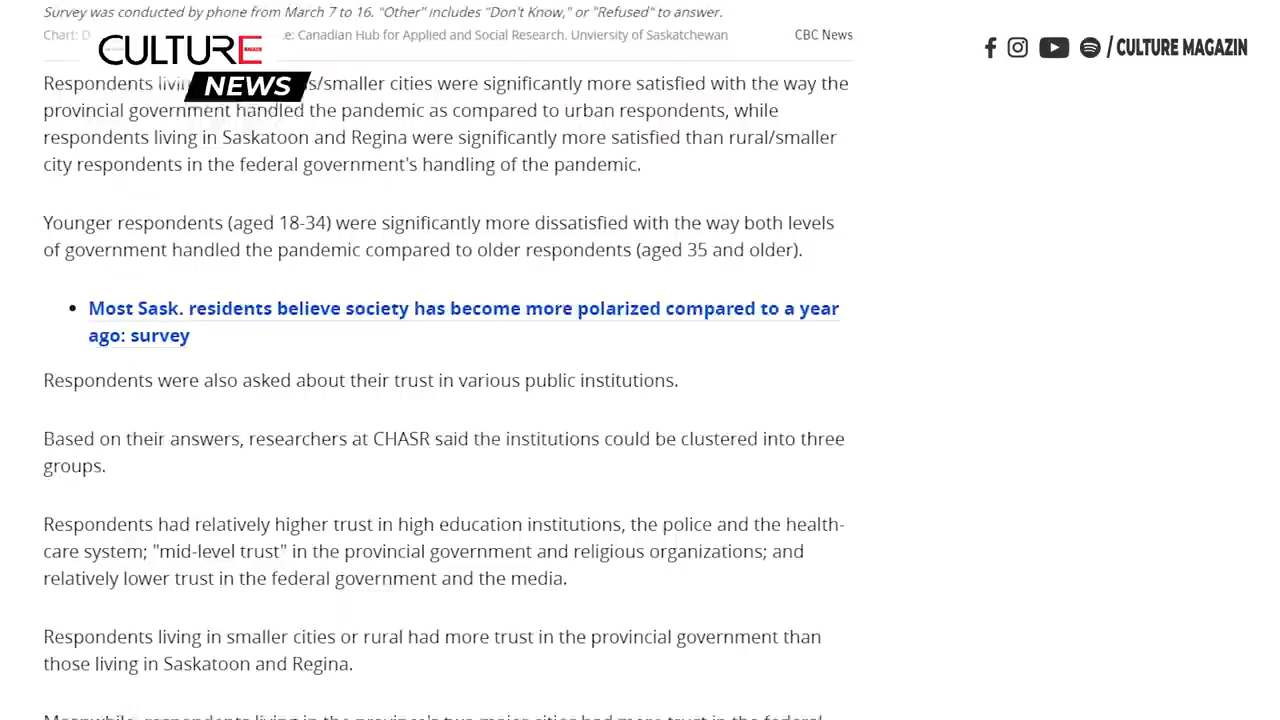 Survey was conducted by phone from March 7 to 16. "Other" includes "Don't Know," or "Refused" to answer.
Chart: D e: Canadian Hub for Applied and Social Research. Unviersity of Saskatchewan CBC News
CULTURE
NEWS
/ CULTURE MAGAZIN
Respondents s/smaller cities were significantly more satisfied with the way the
provincial government handled the pandemic as compared to urban respondents, while
respondents living in Saskatoon and Regina were significantly more satisfied than rural/smaller
city respondents in the federal government's handling of the pandemic.
Younger respondents (aged 18-34) were significantly more dissatisfied with the way both levels
of government handled the pandemic compared to older respondents (aged 35 and older).
• Most Sask. residents believe society has become more polarized compared to a year
ago: survey
Respondents were also asked about their trust in various public institutions.
Based on their answers, researchers at CHASR said the institutions could be clustered into three
groups.
Respondents had relatively higher trust in high education institutions, the police and the health-
care system; "mid-level trust" in the provincial government and religious organizations; and
relatively lower trust in the federal government and the media.
Respondents living in smaller cities or rural had more trust in the provincial government than
those living in Saskatoon and Regina.